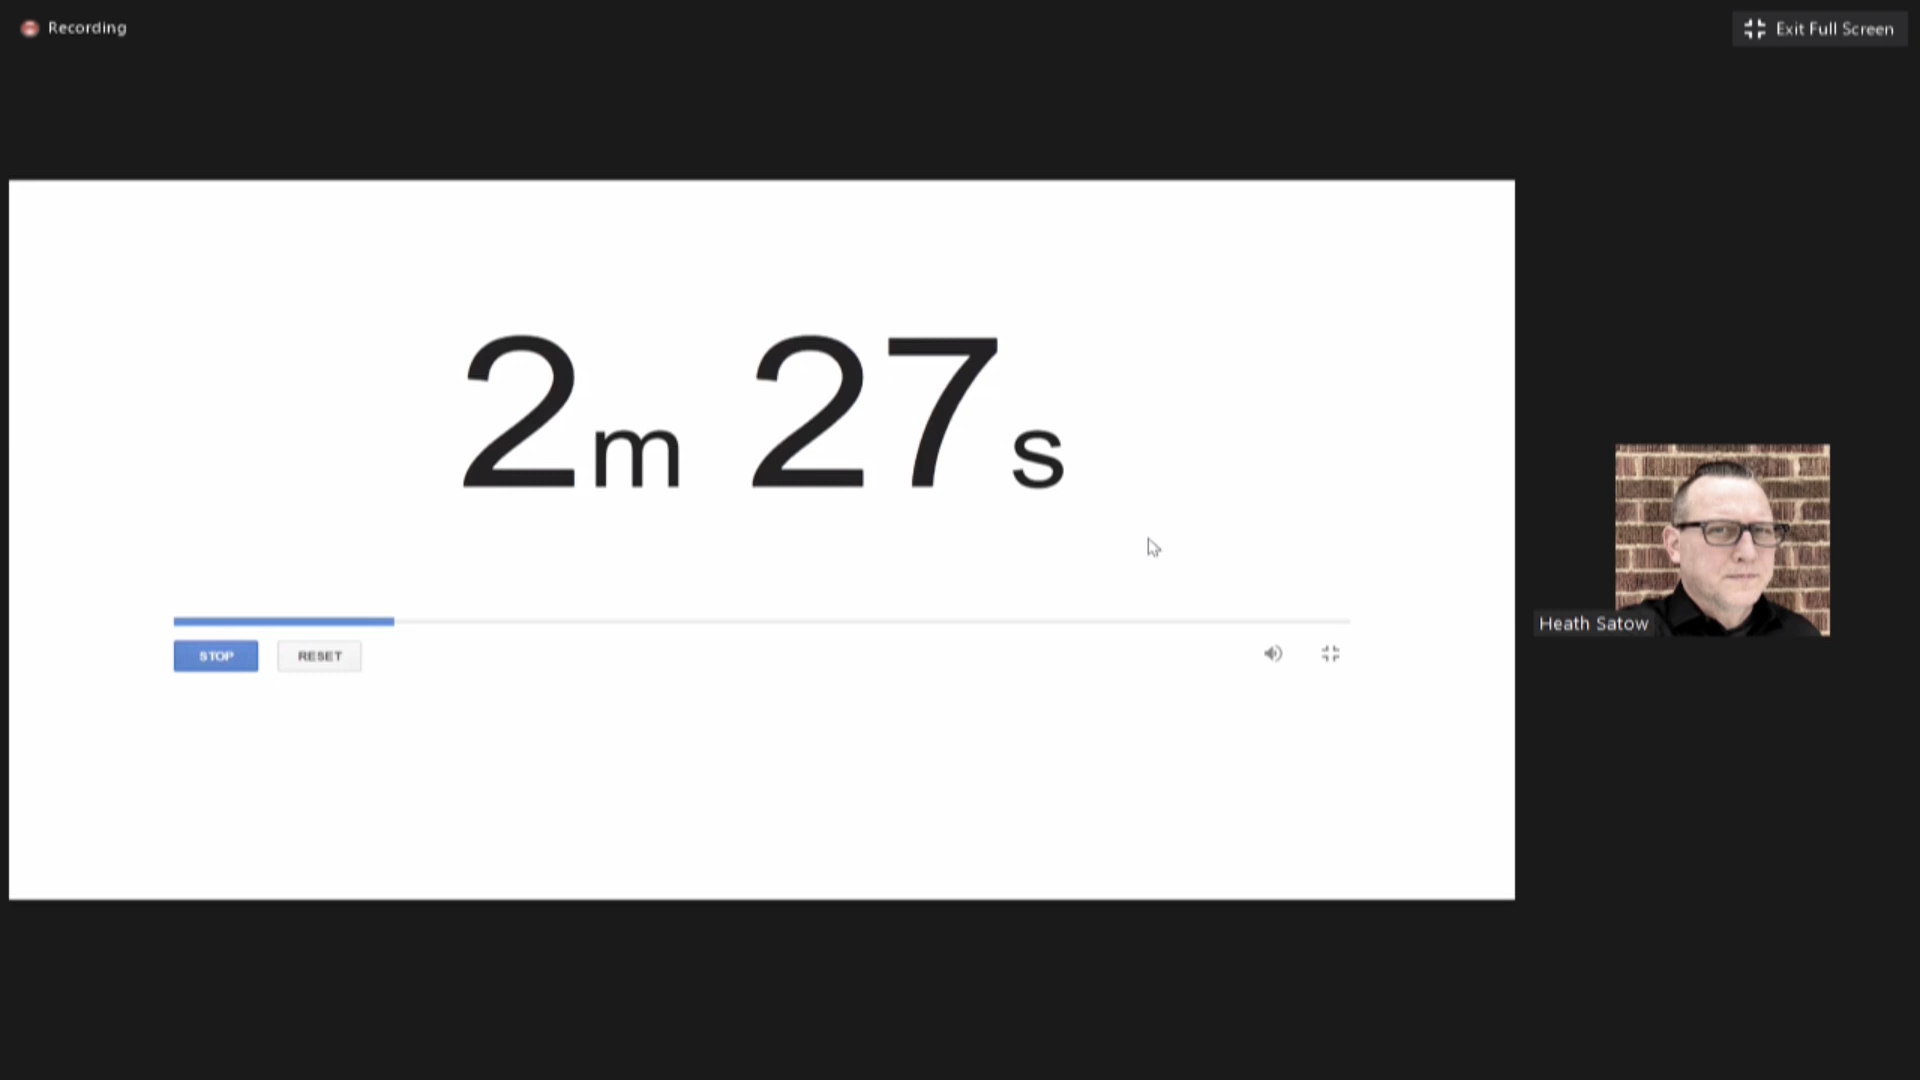 Recording
Exit Full Screen
2m 27s
STOP RESET
Heath Satow